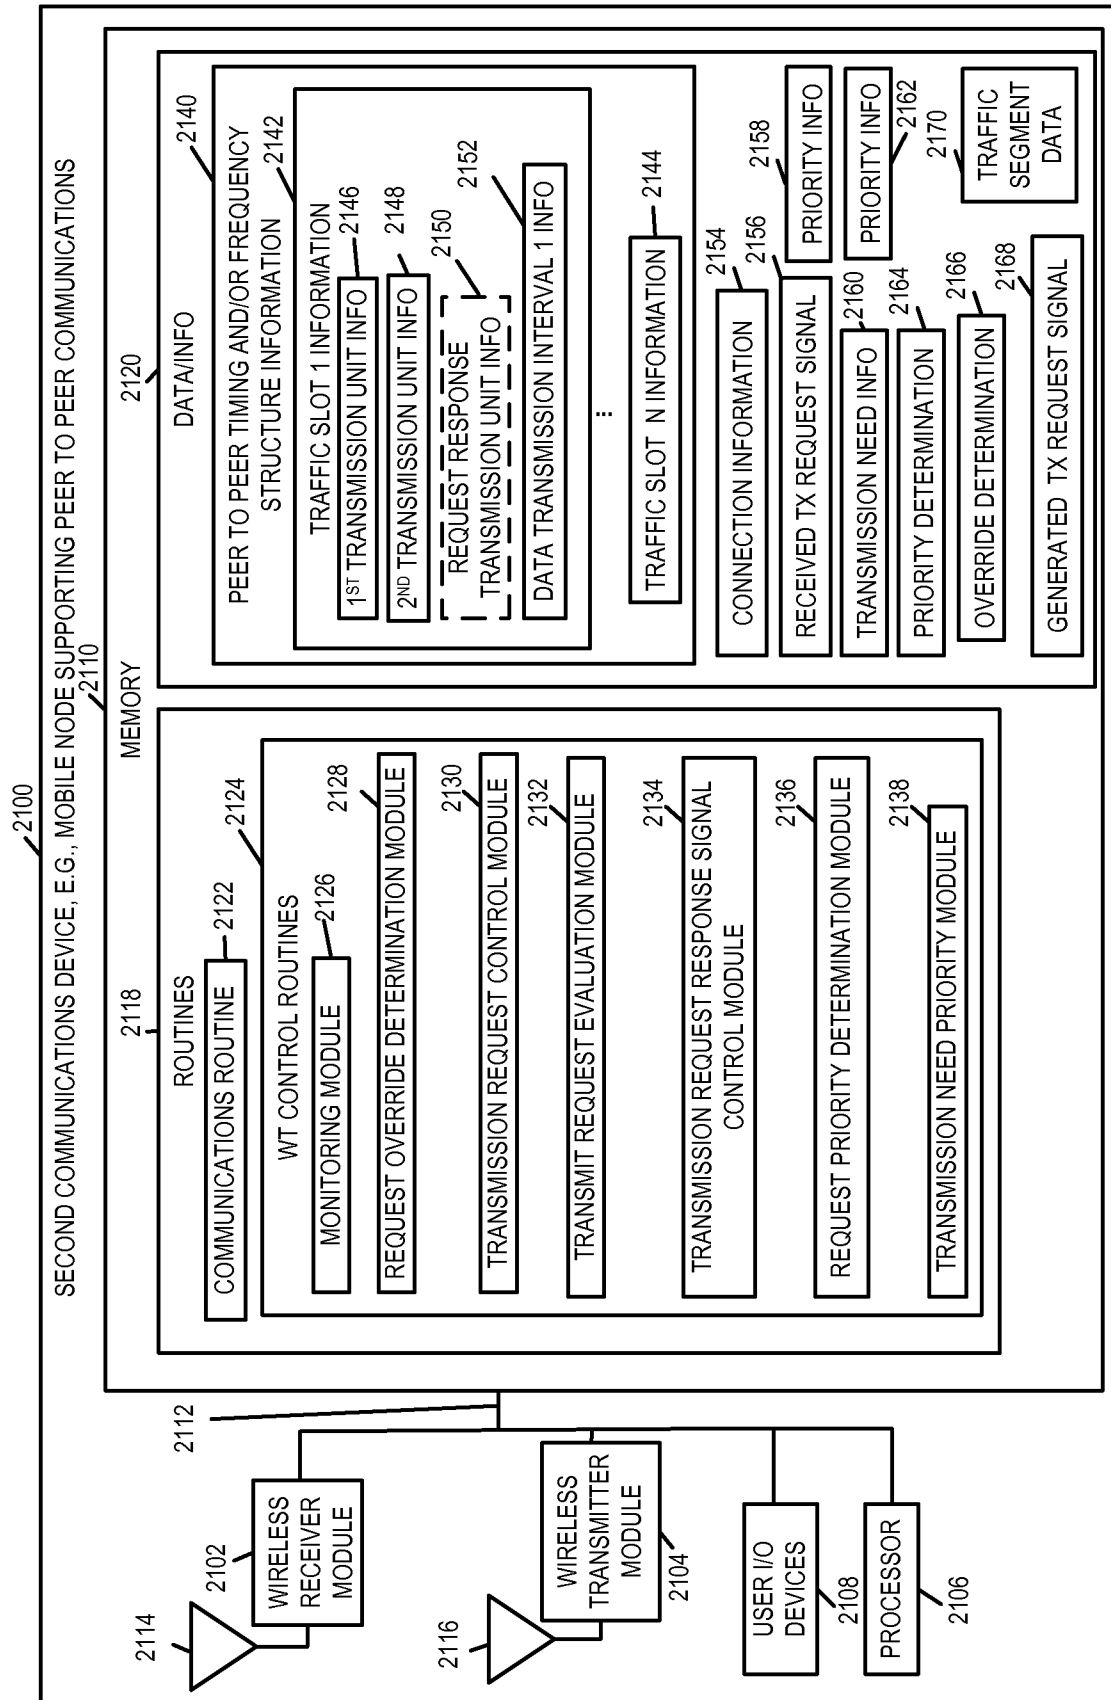 2100
SECOND COMMUNICATIONS DEVICE, E.G., MOBILE NODE SUPPORTING PEER TO PEER COMMUNICATIONS
2114
2102
WIRELESS
RECEIVER
MODULE
2116
WIRELESS
TRANSMITTER
MODULE
2104
USER I/O
DEVICES
2108
PROCESSOR
2106
2112
2110
MEMORY
2118
ROUTINES
2122
COMMUNICATIONS ROUTINE
2124
WT CONTROL ROUTINES
2126
MONITORING MODULE
2128
REQUEST OVERRIDE DETERMINATION MODULE
2130
TRANSMISSION REQUEST CONTROL MODULE
2132
TRANSMIT REQUEST EVALUATION MODULE
2134
TRANSMISSION REQUEST RESPONSE SIGNAL
CONTROL MODULE
2136
REQUEST PRIORITY DETERMINATION MODULE
2138
TRANSMISSION NEED PRIORITY MODULE
2120
DATA/INFO
2140
PEER TO PEER TIMING AND/OR FREQUENCY
STRUCTURE INFORMATION
2142
TRAFFIC SLOT 1 INFORMATION
2146
1ST TRANSMISSION UNIT INFO
2148
2ND TRANSMISSION UNIT INFO
2150
REQUEST RESPONSE
TRANSMISSION UNIT INFO
2152
DATA TRANSMISSION INTERVAL 1 INFO
...
2144
TRAFFIC SLOT N INFORMATION
2154
CONNECTION INFORMATION
2156
RECEIVED TX REQUEST SIGNAL
2158
PRIORITY INFO
2160
TRANSMISSION NEED INFO
2162
PRIORITY INFO
2164
PRIORITY DETERMINATION
2166
OVERRIDE DETERMINATION
2168
GENERATED TX REQUEST SIGNAL
2170
TRAFFIC
SEGMENT
DATA